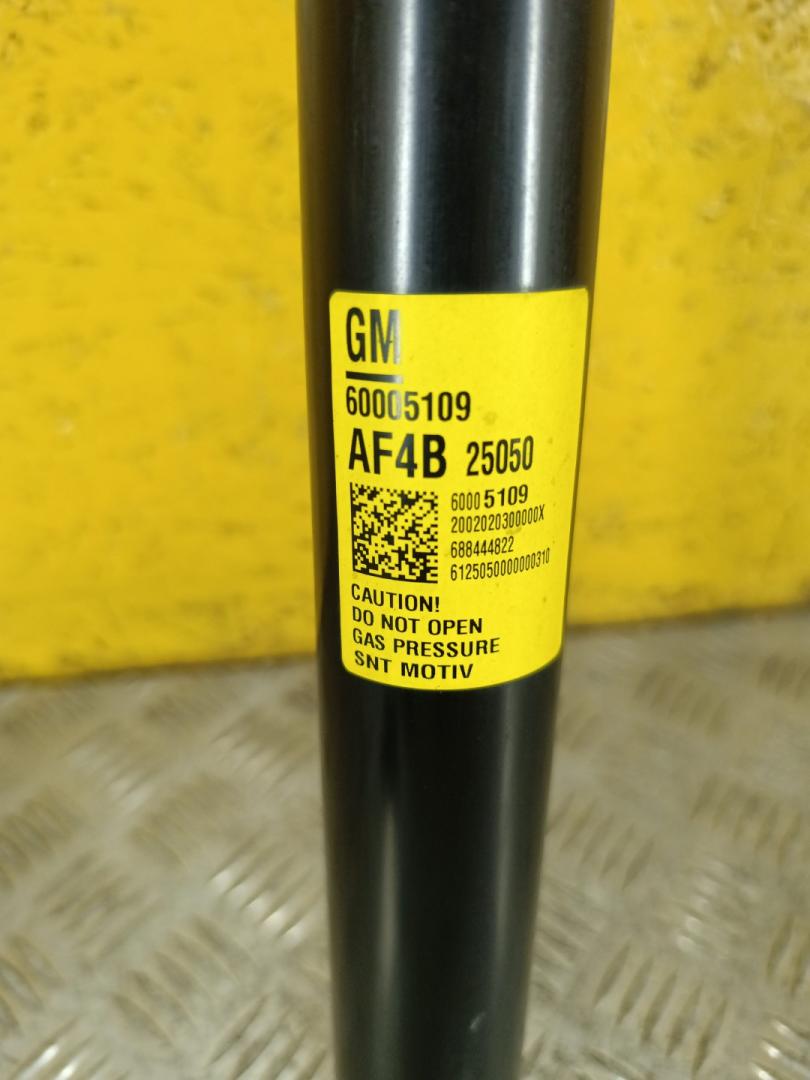 GM
60005109
AF4B 25050
6000 5109
2002020300000X
688444822
6125050000000310
CAUTION!
DO NOT OPEN
GAS PRESSURE
SNT MOTIV